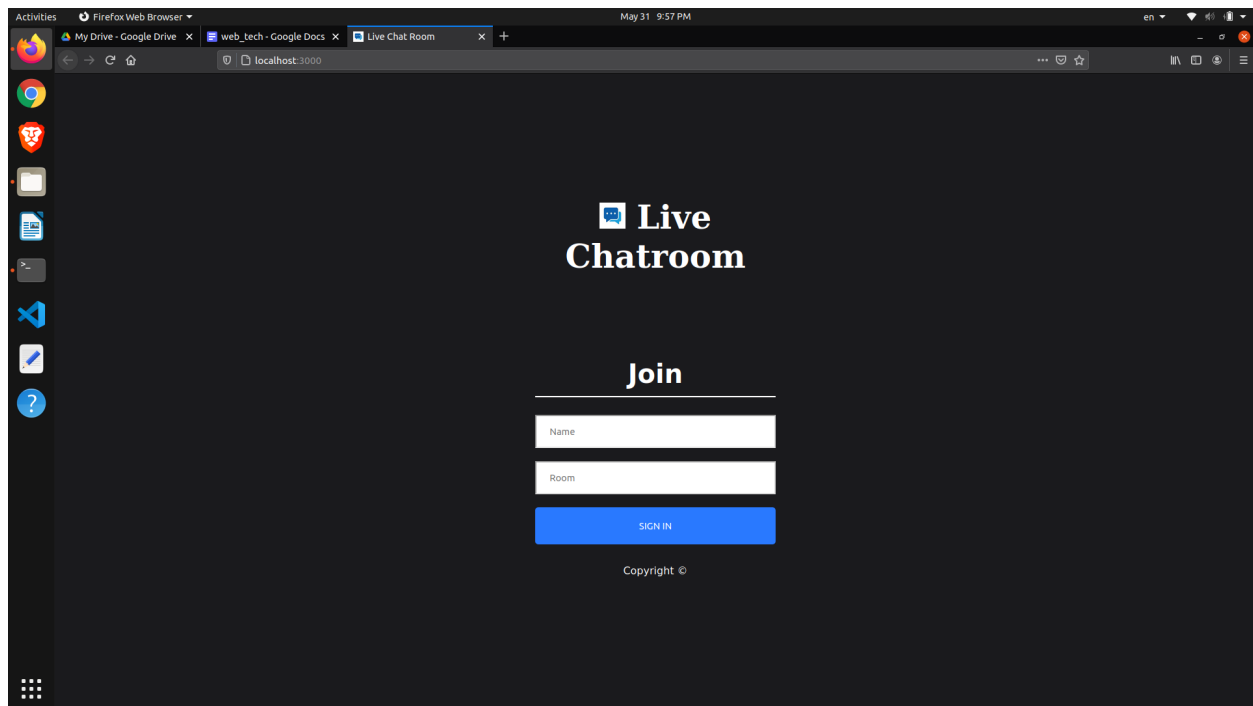 Activities Firefox Web Browser May 31 9:57 PM en
My Drive - Google Drive web_tech - Google Docs Live Chat Room
localhost:3000
Live
Chatroom
Join
Name
Room
SIGN IN
Copyright ©